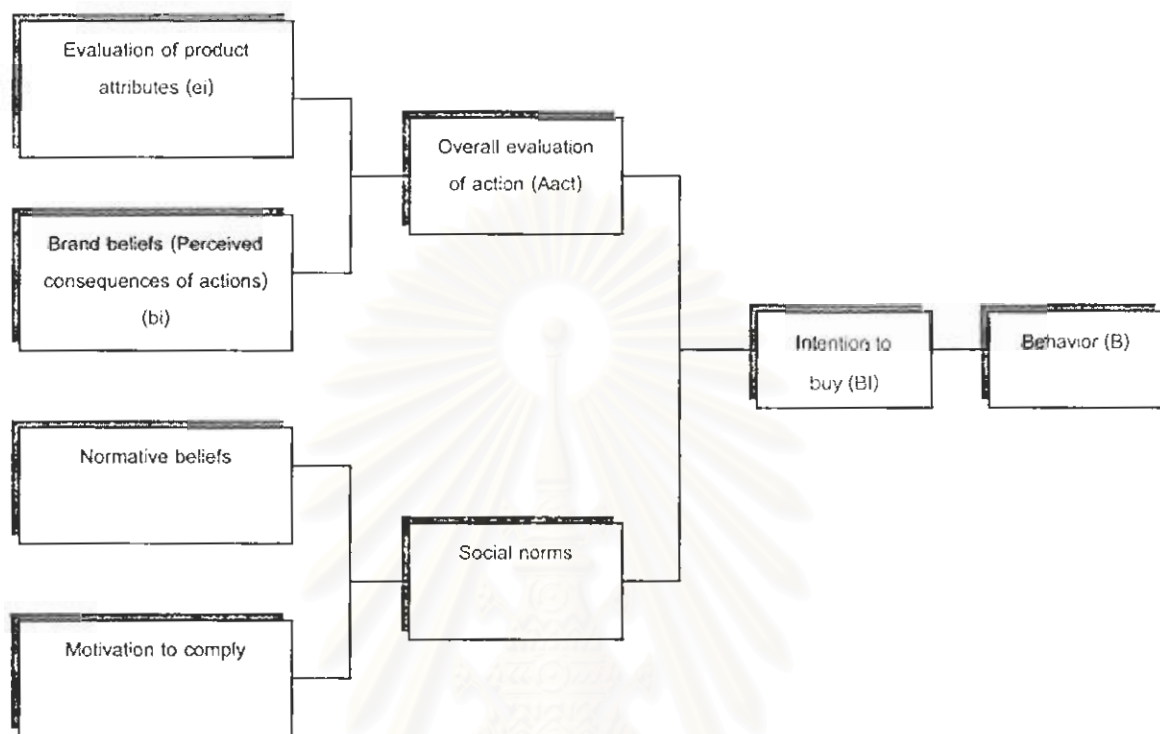 Evaluation of product
attributes (ei)
Overall evaluation
of action (Aact)
Brand beliefs (Perceived
consequences of actions)
(bi)
Intention to
buy (BI)
Behavior (B)
Normative beliefs
Social norms
Motivation to comply